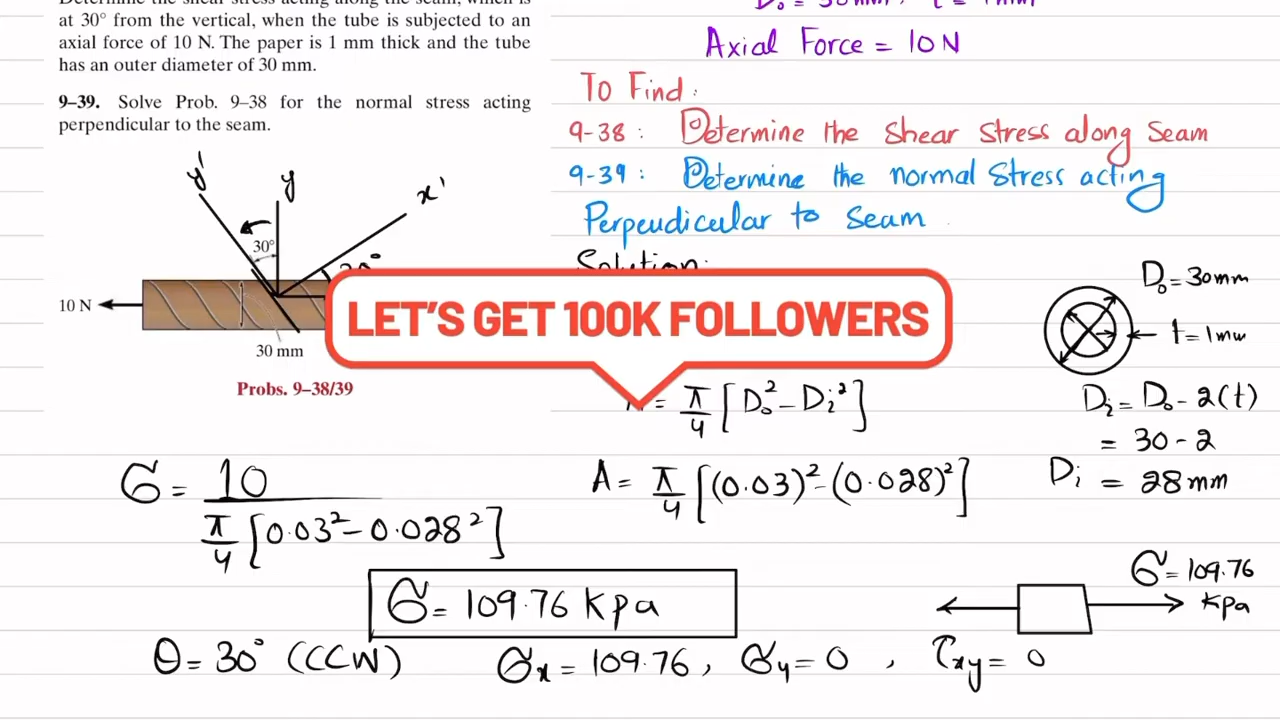 at 30° from the vertical, when the tube is subjected to an
axial force of 10 N. The paper is 1 mm thick and the tube
has an outer diameter of 30 mm.
9–39. Solve Prob. 9–38 for the normal stress acting
perpendicular to the seam.
y'
y
x'
30°
10 N
30 mm
Probs. 9–38/39
Axial Force = 10N
To Find:
9-38: Determine the Shear Stress along Seam
9-39: Determine the normal Stress acting
Perpeudicular to Seam
Solution:
LET'S GET 100K FOLLOWERS
= π/4 [D₀² - Dᵢ²]
A = π/4 [(0.03)² - (0.028)²]
D₀ = 30mm
t = 1mm
Dᵢ = D₀ - 2(t)
= 30 - 2
Dᵢ = 28mm
σ = 10 / π/4 [0.03² - 0.028²]
σ = 109.76 kpa
σ = 109.76
kpa
θ = 30° (CCW) σx = 109.76, σy = 0, τxy = 0